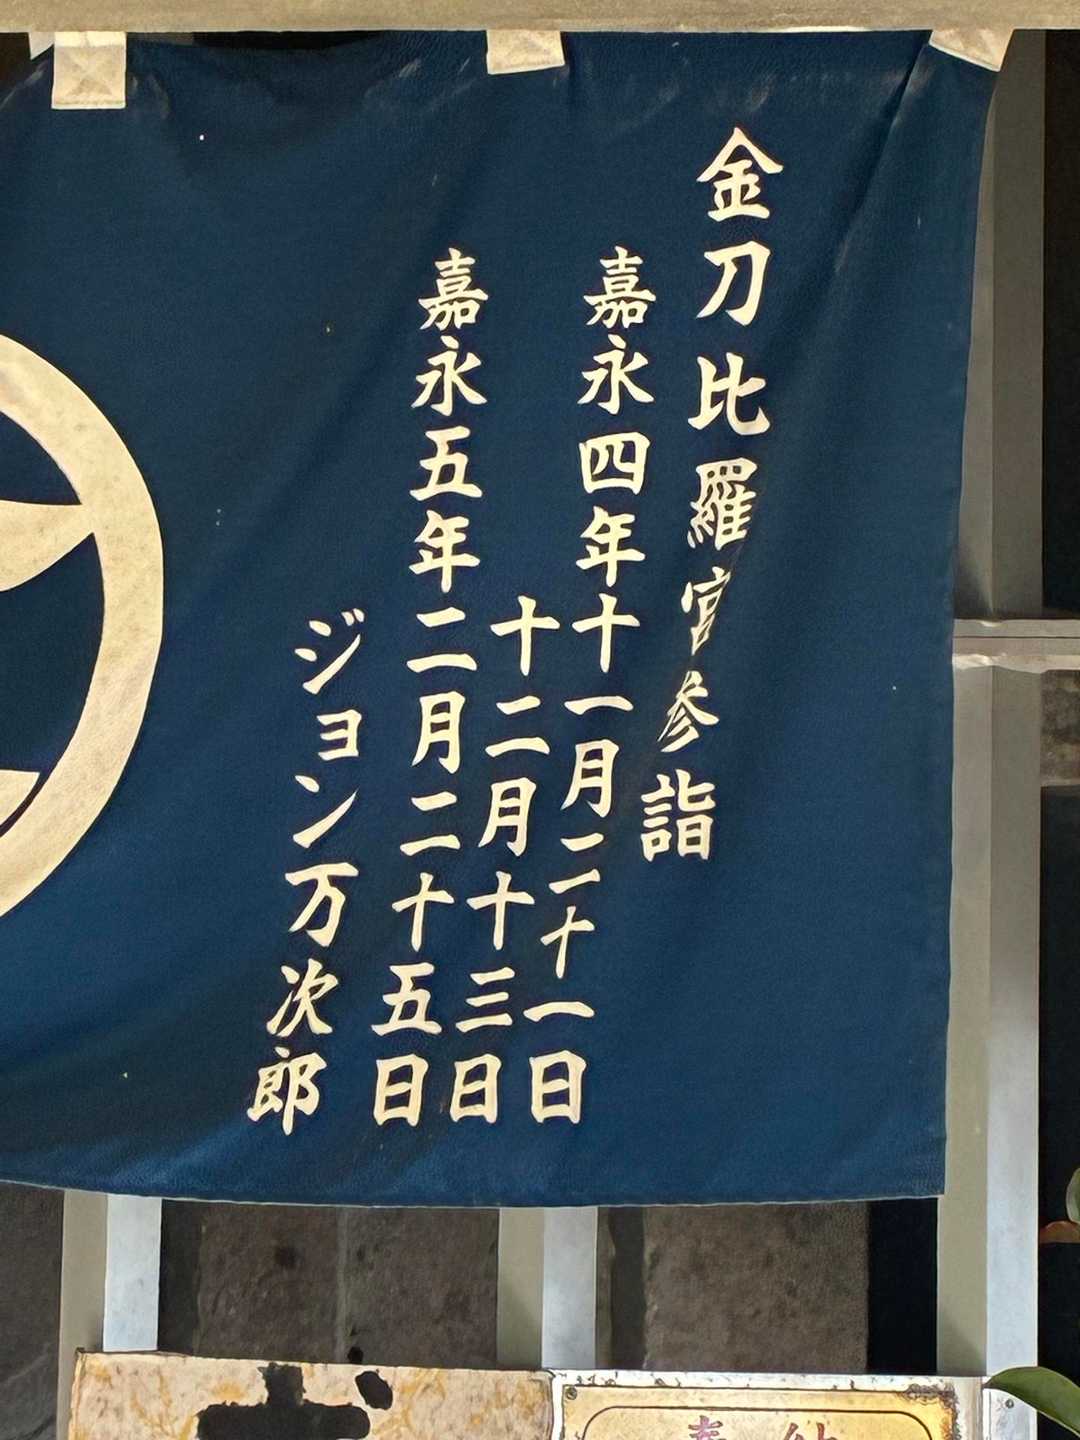 金刀比羅宮参詣
嘉永四年十一月二十一日
十二月十三日
嘉永五年二月二十五日
ジョン万次郎